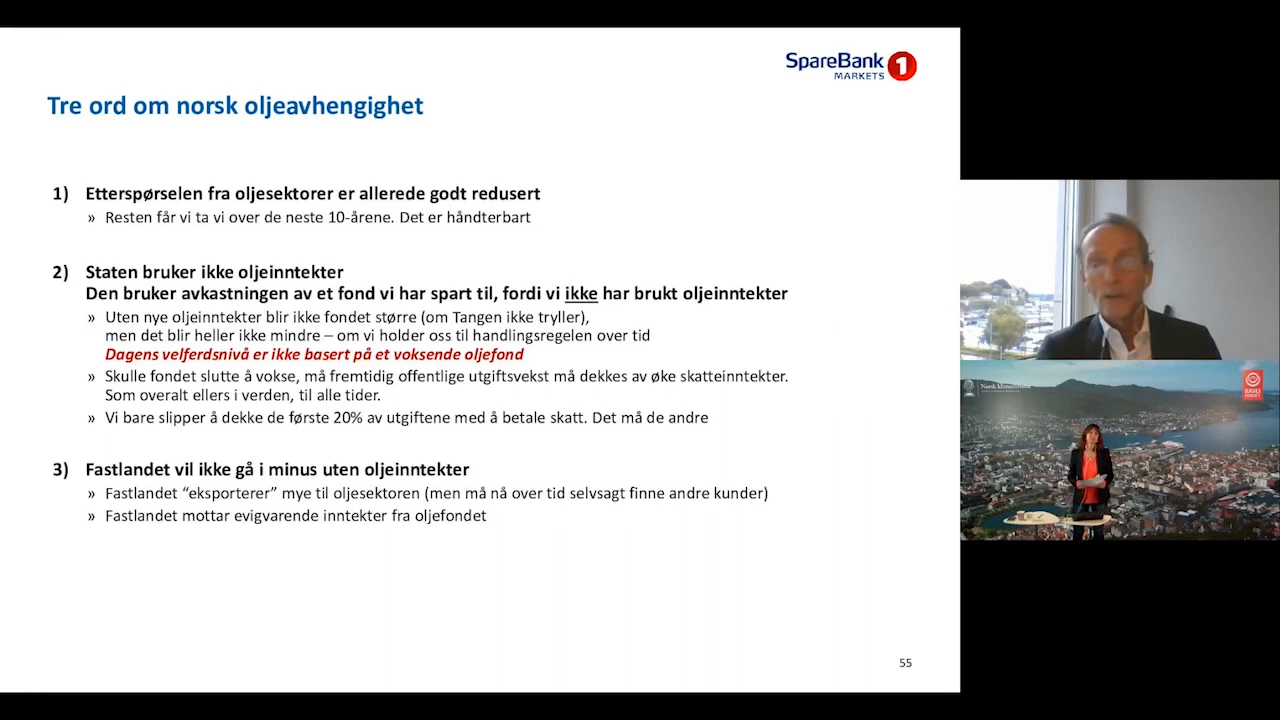 SpareBank 1
MARKETS
Tre ord om norsk oljeavhengighet
1) Etterspørselen fra oljesektorer er allerede godt redusert
» Resten får vi ta vi over de neste 10-årene. Det er håndterbart
2) Staten bruker ikke oljeinntekter
Den bruker avkastningen av et fond vi har spart til, fordi vi ikke har brukt oljeinntekter
» Uten nye oljeinntekter blir ikke fondet større (om Tangen ikke tryller),
men det blir heller ikke mindre – om vi holder oss til handlingsregelen over tid
Dagens velferdsnivå er ikke basert på et voksende oljefond
» Skulle fondet slutte å vokse, må fremtidig offentlige utgiftsvekst må dekkes av øke skatteinntekter.
Som overalt ellers i verden, til alle tider.
» Vi bare slipper å dekke de første 20% av utgiftene med å betale skatt. Det må de andre
3) Fastlandet vil ikke gå i minus uten oljeinntekter
» Fastlandet “eksporterer” mye til oljesektoren (men må nå over tid selvsagt finne andre kunder)
» Fastlandet mottar evigvarende inntekter fra oljefondet
55